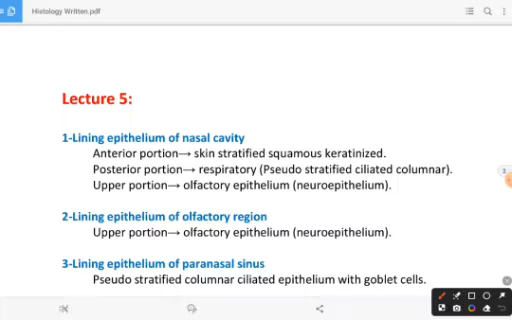 Histology Written.pdf
Lecture 5:
1-Lining epithelium of nasal cavity
Anterior portion→ skin stratified squamous keratinized.
Posterior portion→ respiratory (Pseudo stratified ciliated columnar).
Upper portion→ olfactory epithelium (neuroepithelium).
2-Lining epithelium of olfactory region
Upper portion→ olfactory epithelium (neuroepithelium).
3-Lining epithelium of paranasal sinus
Pseudo stratified columnar ciliated epithelium with goblet cells.